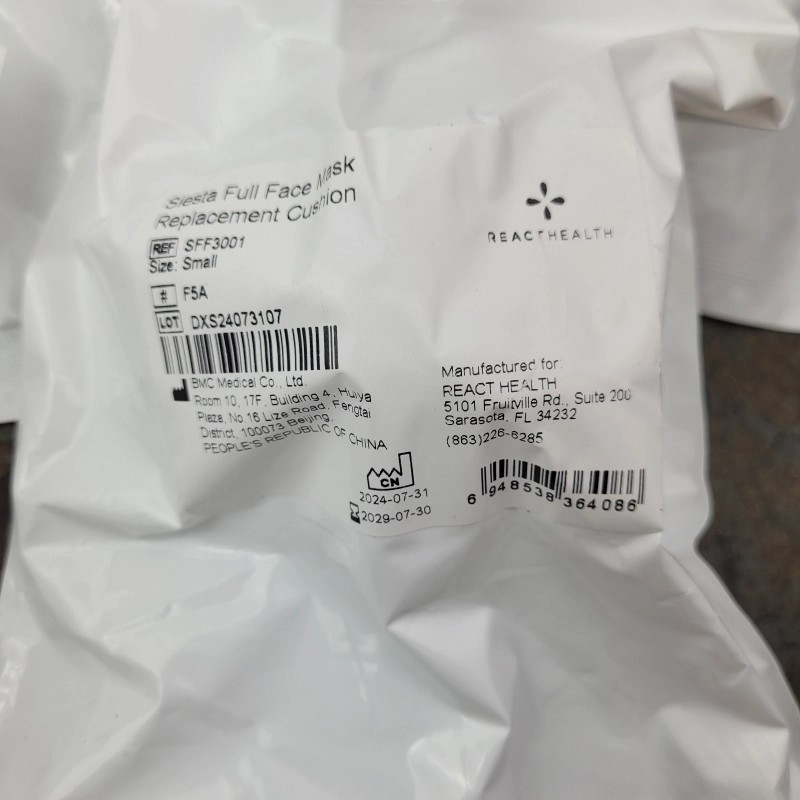 Siesta Full Face Mask
Replacement Cushion
REF SFF3001
Size: Small
# F5A
LOT DXS24073107
BMC Medical Co., Ltd.
Room 10, 17F, Building 4, Huiya
Plaza, No.16 Lize Road, Fengtai
District, 100073 Beijing,
PEOPLE'S REPUBLIC OF CHINA
CN
2024-07-31
2029-07-30
REACTHEALTH
Manufactured for:
REACT HEALTH
5101 Fruitville Rd., Suite 200
Sarasota, FL 34232
(863)226-6285
6 948538 364086